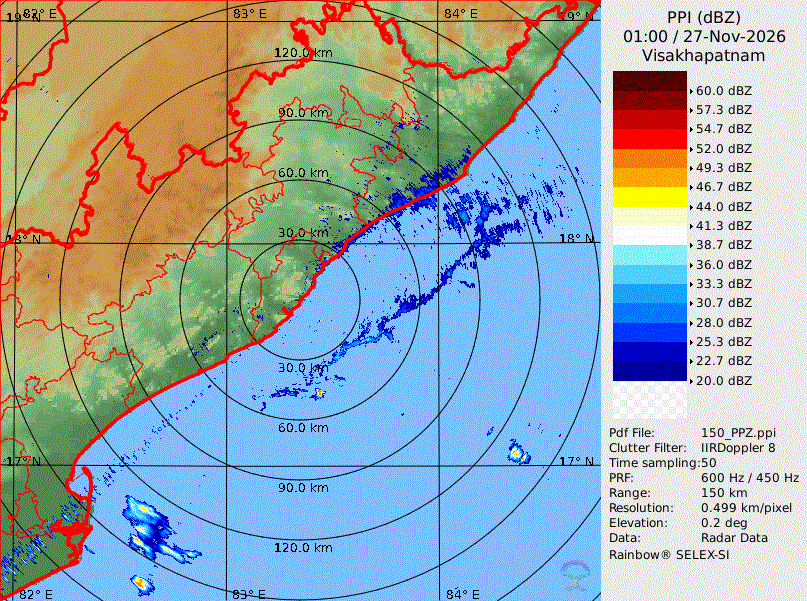 82° E
83° E
84° E
19° N
19° N
120.0 km
90.0 km
60.0 km
30.0 km
18° N
18° N
30.0 km
60.0 km
17° N
17° N
90.0 km
120.0 km
82° E
83° E
84° E
PPI (dBZ)
01:00 / 27-Nov-2026
Visakhapatnam
60.0 dBZ
57.3 dBZ
54.7 dBZ
52.0 dBZ
49.3 dBZ
46.7 dBZ
44.0 dBZ
41.3 dBZ
38.7 dBZ
36.0 dBZ
33.3 dBZ
30.7 dBZ
28.0 dBZ
25.3 dBZ
22.7 dBZ
20.0 dBZ
Pdf File: 150_PPZ.ppi
Clutter Filter: IIRDoppler 8
Time sampling:50
PRF: 600 Hz / 450 Hz
Range: 150 km
Resolution: 0.499 km/pixel
Elevation: 0.2 deg
Data: Radar Data
Rainbow® SELEX-SI